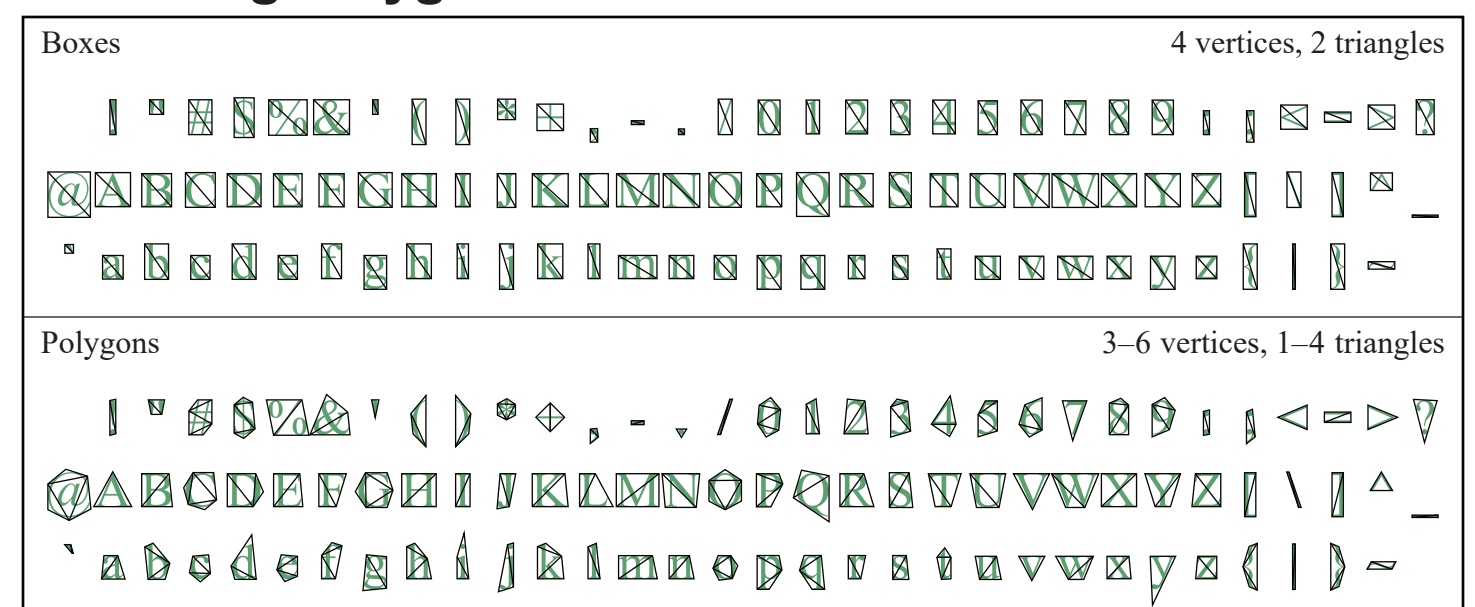 Boxes 4 vertices, 2 triangles
! " # $ % & ' ( ) * + , - . / 0 1 2 3 4 5 6 7 8 9 : ; < = > ?
@ A B C D E F G H I J K L M N O P Q R S T U V W X Y Z [ \ ] ^ _
` a b c d e f g h i j k l m n o p q r s t u v w x y z { | } ~
Polygons 3–6 vertices, 1–4 triangles
! " # $ % & ' ( ) * + , - . / 0 1 2 3 4 5 6 7 8 9 : ; < = > ?
@ A B C D E F G H I J K L M N O P Q R S T U V W X Y Z [ \ ] ^ _
` a b c d e f g h i j k l m n o p q r s t u v w x y z { | } ~